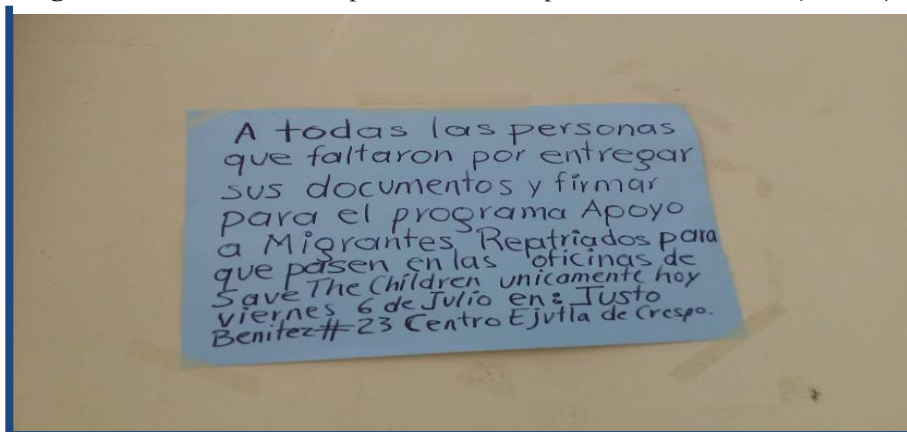 A todas las personas
que faltaron por entregar
sus documentos y firmar
para el programa Apoyo
a Migrantes Repatriados para
que pasen en las oficinas de
Save The Children unicamente hoy
viernes 6 de Julio en: Justo
Benitez # 23 Centro Ejutla de Crespo.